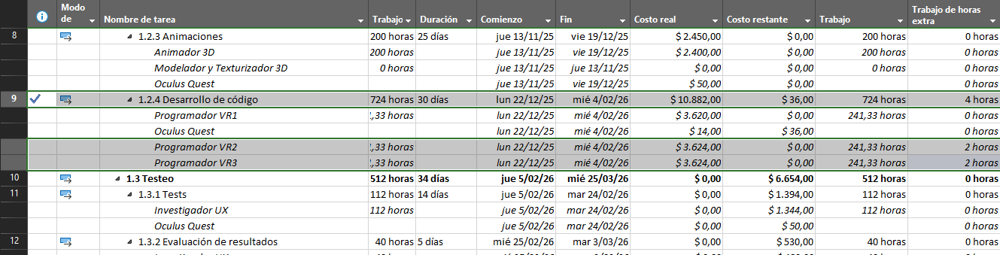 Modo de Nombre de tarea Trabajo Duración Comienzo Fin Costo real Costo restante Trabajo Trabajo de horas extra
8 1.2.3 Animaciones 200 horas 25 días jue 13/11/25 vie 19/12/25 $ 2.450,00 $ 0,00 200 horas 0 horas
Animador 3D 200 horas jue 13/11/25 vie 19/12/25 $ 2.400,00 $ 0,00 200 horas 0 horas
Modelador y Texturizador 3D 0 horas jue 13/11/25 jue 13/11/25 $ 0,00 $ 0,00 0 horas 0 horas
Oculus Quest jue 13/11/25 vie 19/12/25 $ 50,00 $ 0,00 0 horas
9 1.2.4 Desarrollo de código 724 horas 30 días lun 22/12/25 mié 4/02/26 $ 10.882,00 $ 36,00 724 horas 4 horas
Programador VR1 ,33 horas lun 22/12/25 mié 4/02/26 $ 3.620,00 $ 0,00 241,33 horas 0 horas
Oculus Quest lun 22/12/25 mié 4/02/26 $ 14,00 $ 36,00 0 horas
Programador VR2 ,33 horas lun 22/12/25 mié 4/02/26 $ 3.624,00 $ 0,00 241,33 horas 2 horas
Programador VR3 ,33 horas lun 22/12/25 mié 4/02/26 $ 3.624,00 $ 0,00 241,33 horas 2 horas
10 1.3 Testeo 512 horas 34 días jue 5/02/26 mié 25/03/26 $ 0,00 $ 6.654,00 512 horas 0 horas
11 1.3.1 Tests 112 horas 14 días jue 5/02/26 mar 24/02/26 $ 0,00 $ 1.394,00 112 horas 0 horas
Investigador UX 112 horas jue 5/02/26 mar 24/02/26 $ 0,00 $ 1.344,00 112 horas 0 horas
Oculus Quest jue 5/02/26 mar 24/02/26 $ 0,00 $ 50,00 0 horas
12 1.3.2 Evaluación de resultados 40 horas 5 días mié 25/02/26 mar 3/03/26 $ 0,00 $ 530,00 40 horas 0 horas